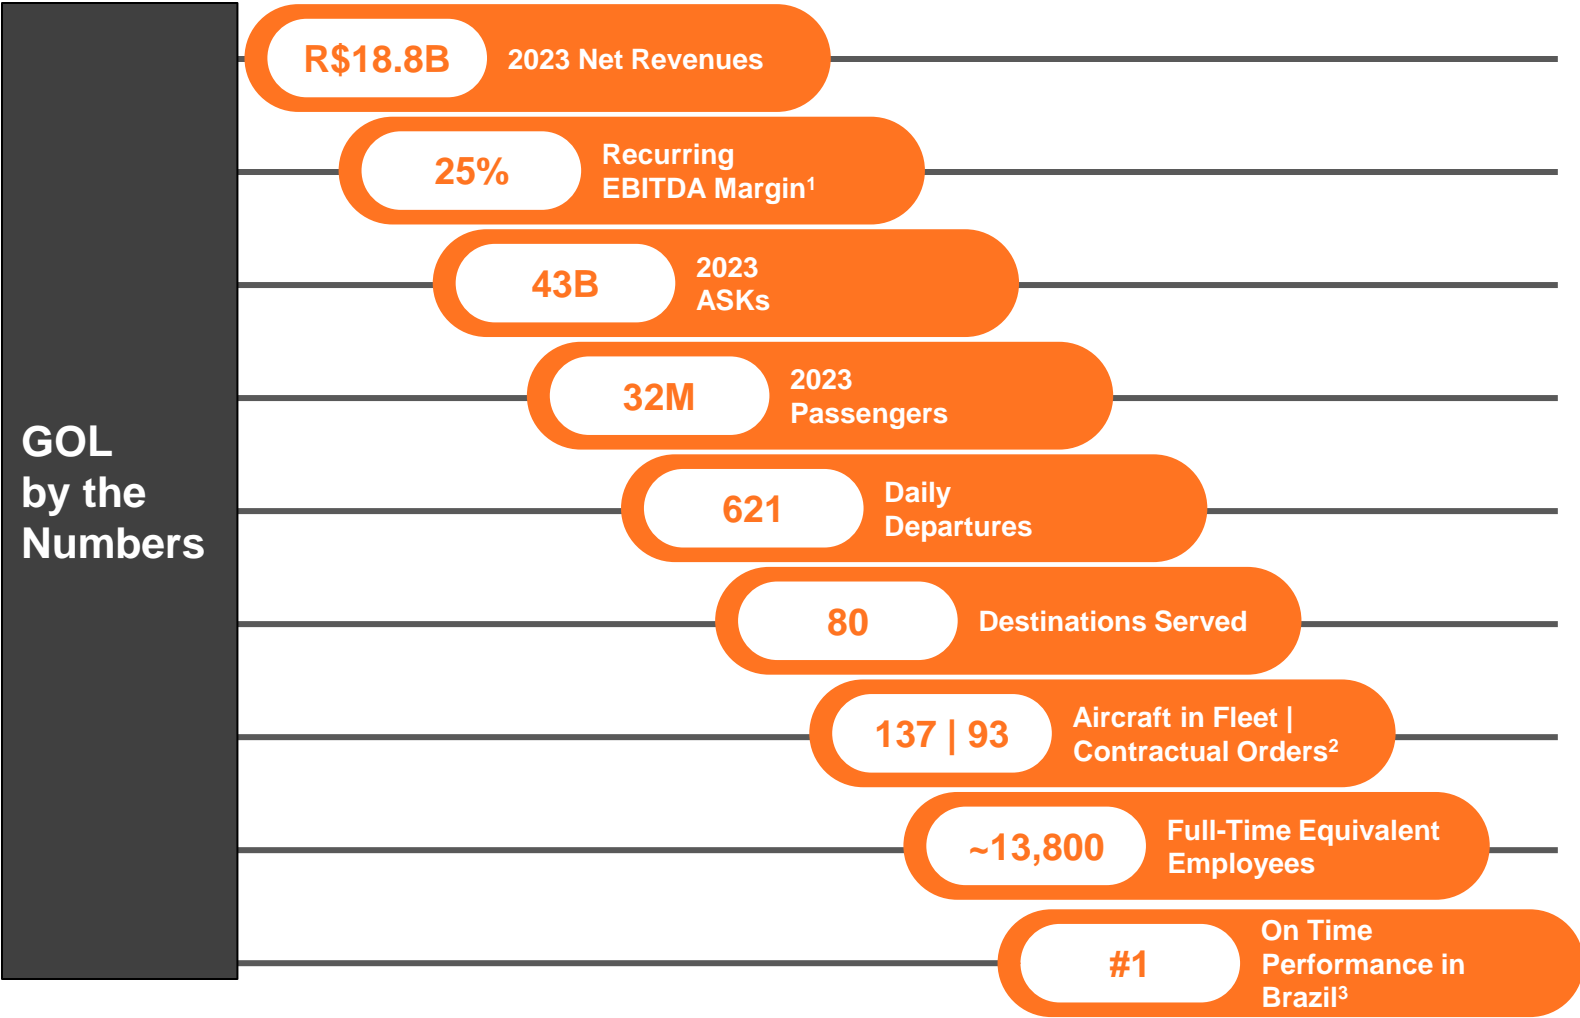 GOL
by the
Numbers
R$18.8B
2023 Net Revenues
25%
Recurring
EBITDA Margin¹
43B
2023
ASKs
32M
2023
Passengers
621
Daily
Departures
80
Destinations Served
137 | 93
Aircraft in Fleet |
Contractual Orders²
~13,800
Full-Time Equivalent
Employees
#1
On Time
Performance in
Brazil³